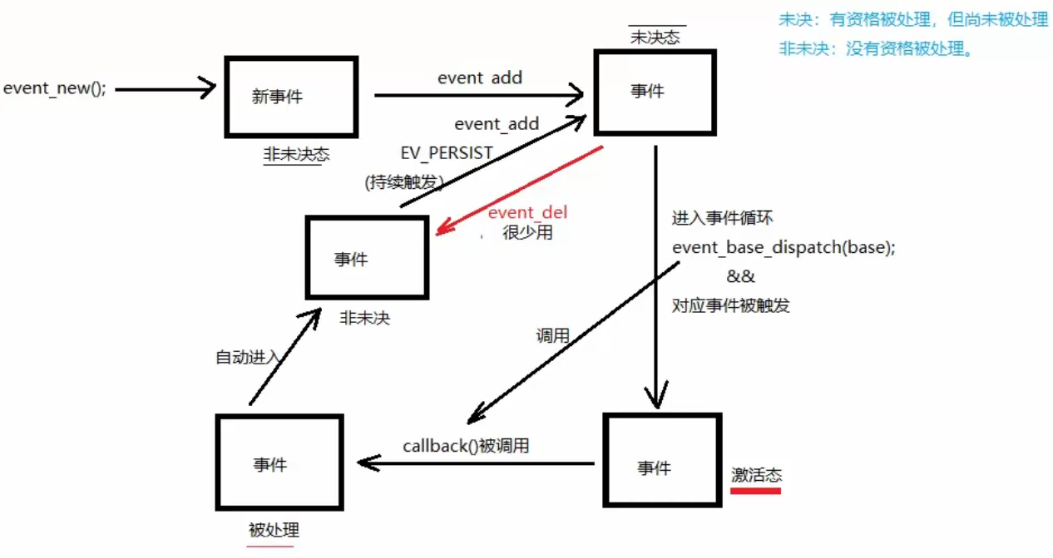 未决:有资格被处理,但尚未被处理
非未决:没有资格被处理。
未决态
event_new();
新事件
event add
事件
非未决态
event_add
EV_PERSIST
(持续触发)
event_del
很少用
事件
非未决
进入事件循环
event_base_dispatch(base);
&&
对应事件被触发
调用
自动进入
事件
callback()被调用
事件
激活态
被处理